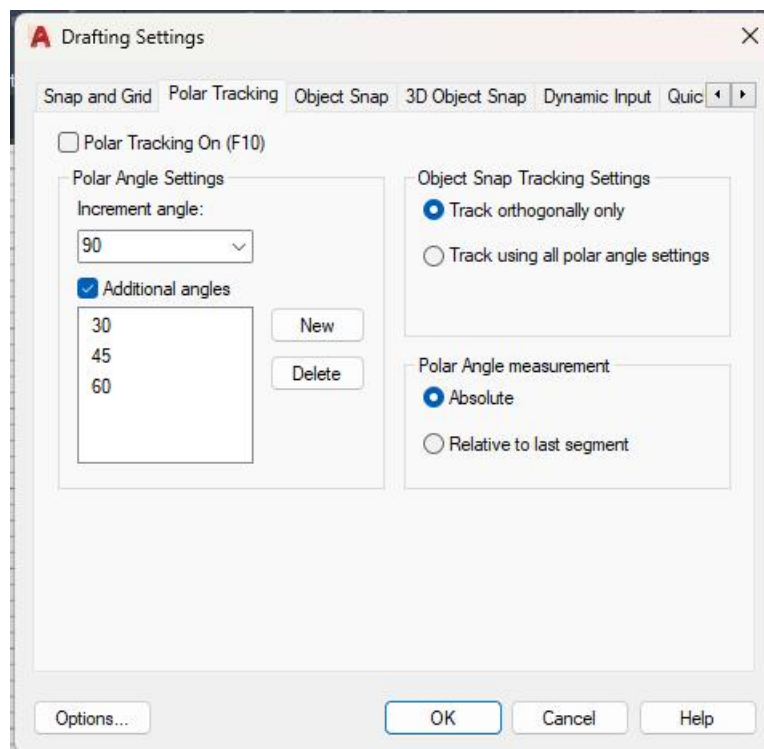 Drafting Settings
Snap and Grid Polar Tracking Object Snap 3D Object Snap Dynamic Input Quic
Polar Tracking On (F10)
Polar Angle Settings
Increment angle:
90
Additional angles
30
45
60
New
Delete
Object Snap Tracking Settings
Track orthogonally only
Track using all polar angle settings
Polar Angle measurement
Absolute
Relative to last segment
Options... OK Cancel Help